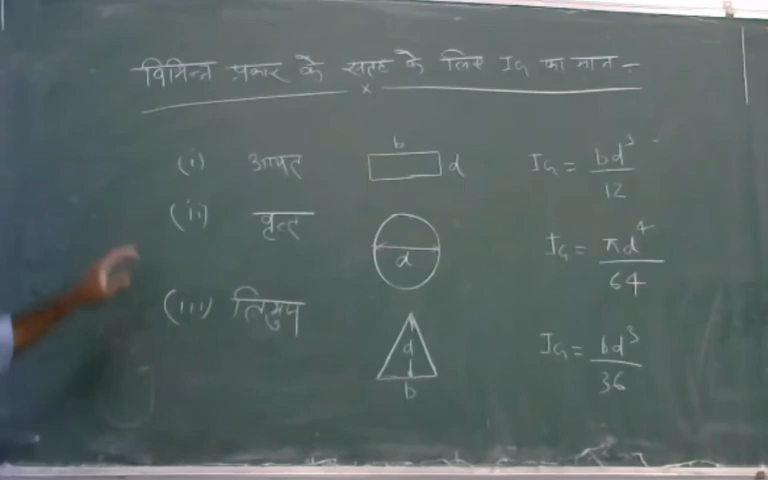 विभिन्न प्रकार के सतह के लिए IG का मान :-
(i) आयत b d IG = bd³/12
(ii) वृत्त d IG = πd⁴/64
(iii) त्रिभुज d b IG = bd³/36